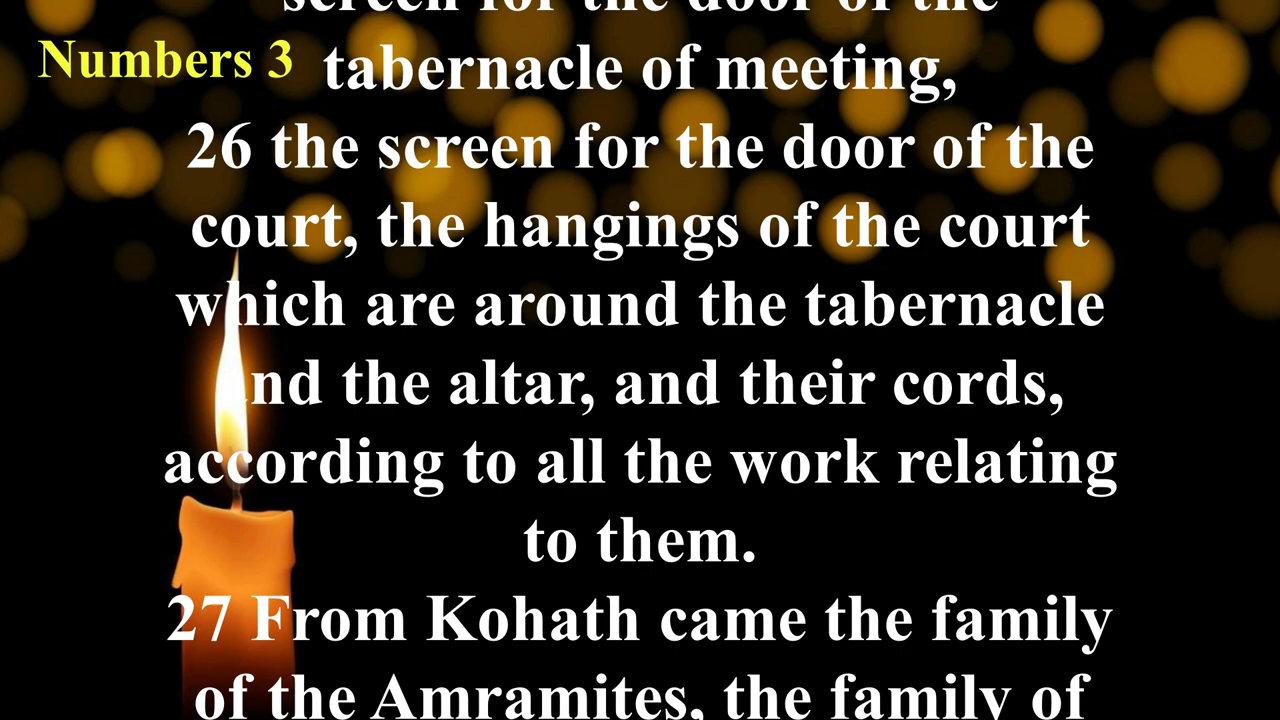 screen for the door of the
Numbers 3
tabernacle of meeting,
26 the screen for the door of the
court, the hangings of the court
which are around the tabernacle
and the altar, and their cords,
according to all the work relating
to them.
27 From Kohath came the family
of the Amramites, the family of